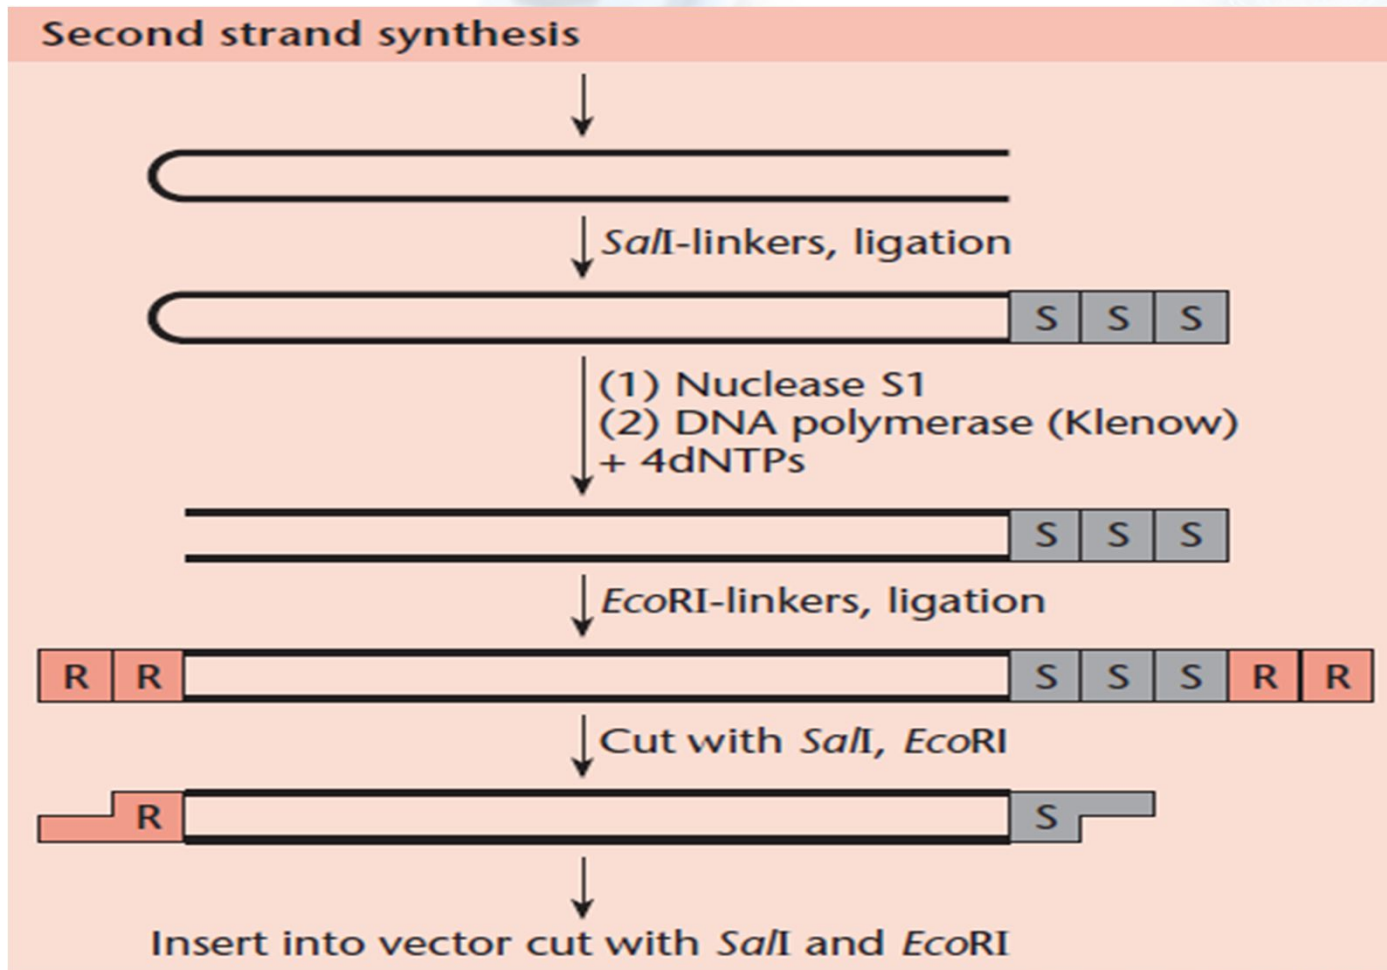 Second strand synthesis
SalI-linkers, ligation
S S S
(1) Nuclease S1
(2) DNA polymerase (Klenow)
+ 4dNTPs
S S S
EcoRI-linkers, ligation
R R S S S R R
Cut with SalI, EcoRI
R S
Insert into vector cut with SalI and EcoRI